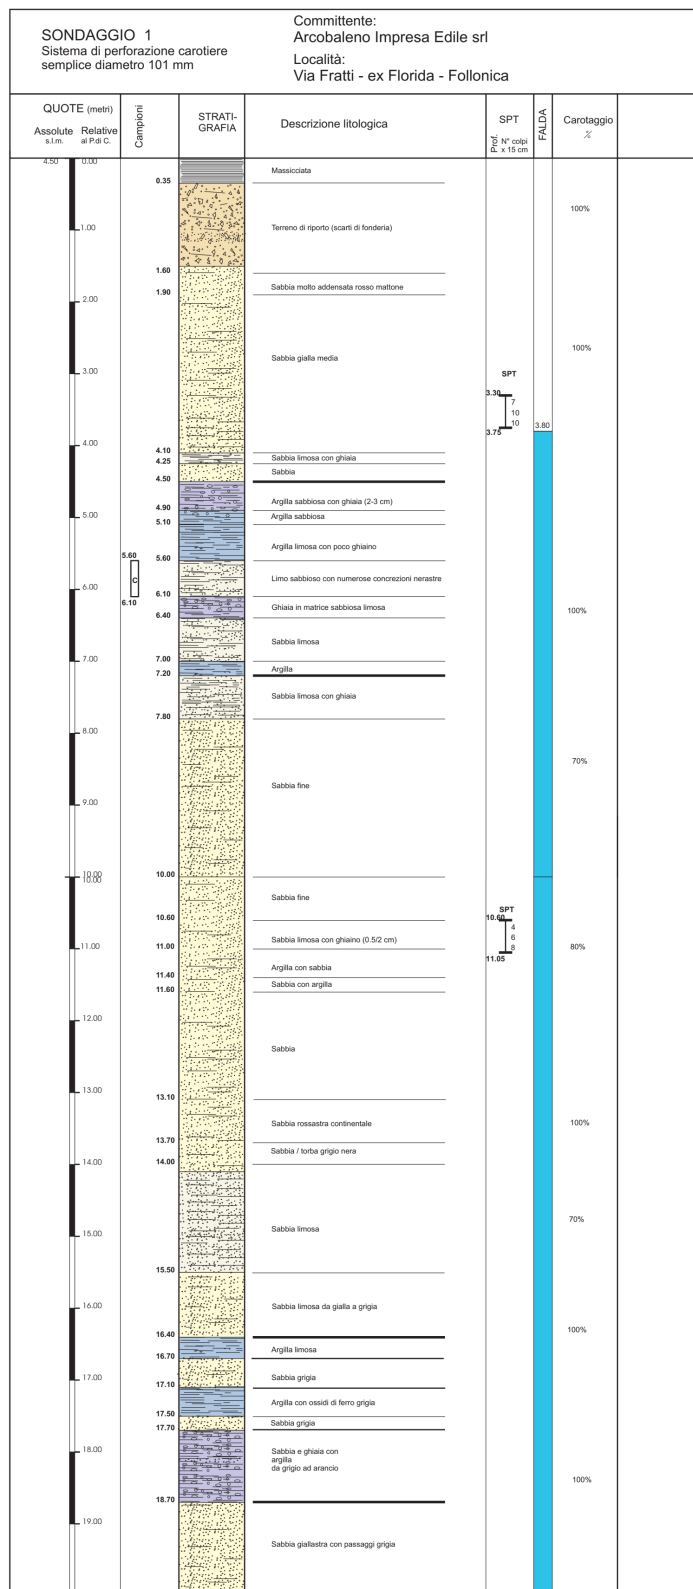 SONDAGGIO 1
Sistema di perforazione carotiere
semplice diametro 101 mm
Committente:
Arcobaleno Impresa Edile srl
Località:
Via Fratti - ex Florida - Follonica
QUOTE (metri)
Assolute
s.l.m.
Relative
al P.di C.
Campioni
STRATI-
GRAFIA
Descrizione litologica
SPT
Prof.
N° colpi
x 15 cm
FALDA
Carotaggio
%
4.50
0.00
Massicciata
0.35
100%
1.00
Terreno di riporto (scarti di fonderia)
1.60
Sabbia molto addensata rosso mattone
1.90
2.00
100%
Sabbia gialla media
3.00
SPT
3.30
7
10
10
3.75
3.80
4.00
4.10
Sabbia limosa con ghiaia
4.25
Sabbia
4.50
Argilla sabbiosa con ghiaia (2-3 cm)
4.90
5.00
Argilla sabbiosa
5.10
Argilla limosa con poco ghiaino
5.60
5.60
Limo sabbioso con numerose concrezioni nerastre
C
6.00
6.10
6.10
Ghiaia in matrice sabbiosa limosa
100%
6.40
Sabbia limosa
7.00
7.00
Argilla
7.20
Sabbia limosa con ghiaia
7.80
8.00
70%
Sabbia fine
9.00
10.00
10.00
10.00
Sabbia fine
SPT
10.60
10.60
4
6
8
11.05
Sabbia limosa con ghiaino (0.5/2 cm)
11.00
11.00
80%
Argilla con sabbia
11.40
Sabbia con argilla
11.60
12.00
Sabbia
13.00
13.10
Sabbia rossastra continentale
100%
13.70
Sabbia / torba grigio nera
14.00
14.00
70%
Sabbia limosa
15.00
15.50
Sabbia limosa da gialla a grigia
16.00
100%
16.40
Argilla limosa
16.70
Sabbia grigia
17.00
17.10
Argilla con ossidi di ferro grigia
17.50
Sabbia grigia
17.70
Sabbia e ghiaia con
argilla
da grigio ad arancio
18.00
100%
18.70
19.00
Sabbia giallastra con passaggi grigia